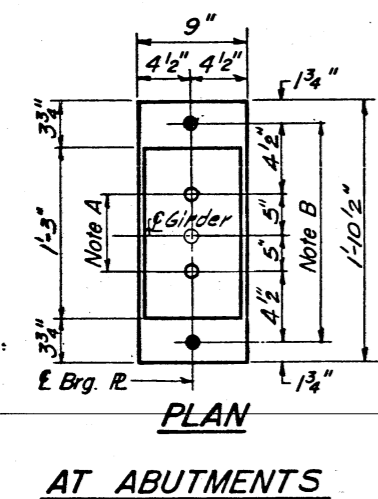 9"
4½" 4½"
1¾"
3¾"
4½"
1'-3"
Note A
℄ Girder
5"
5"
Note B
1'-10½"
4½"
3¾"
℄ Brg. ℞
1¾"
PLAN
AT ABUTMENTS